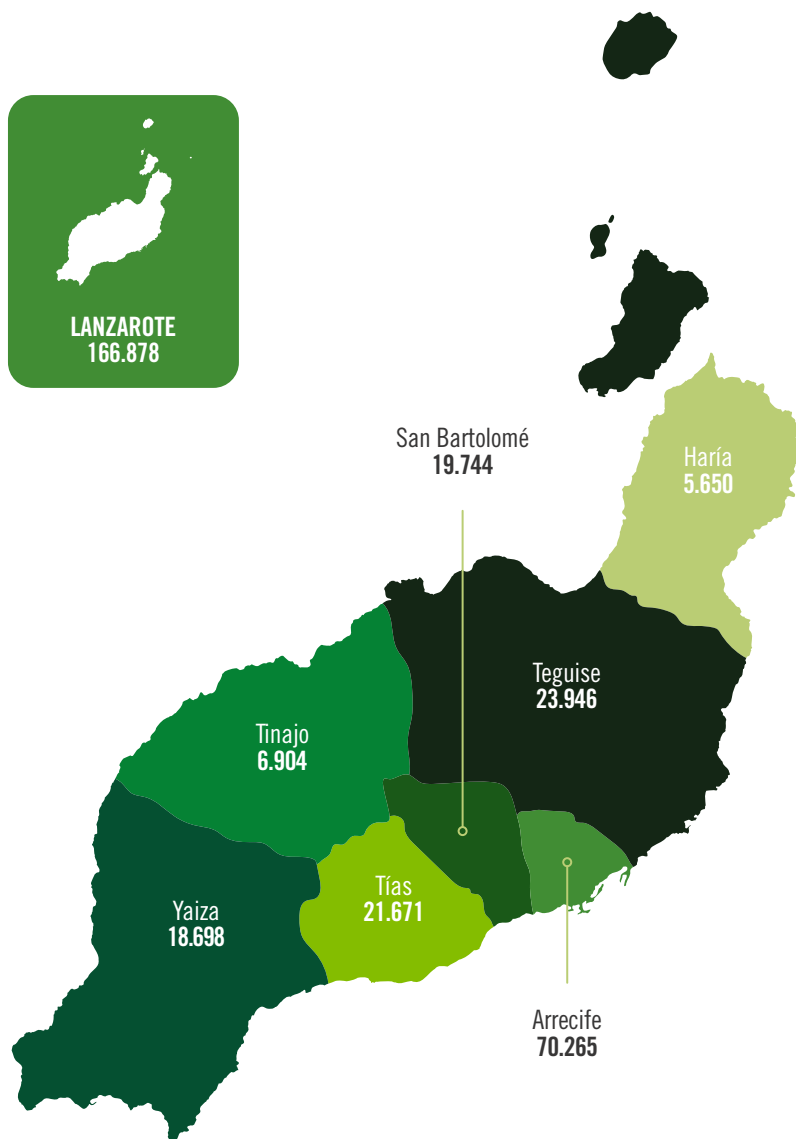 LANZAROTE
166.878
San Bartolomé
19.744
Haría
5.650
Teguise
23.946
Tinajo
6.904
Tías
21.671
Yaiza
18.698
Arrecife
70.265